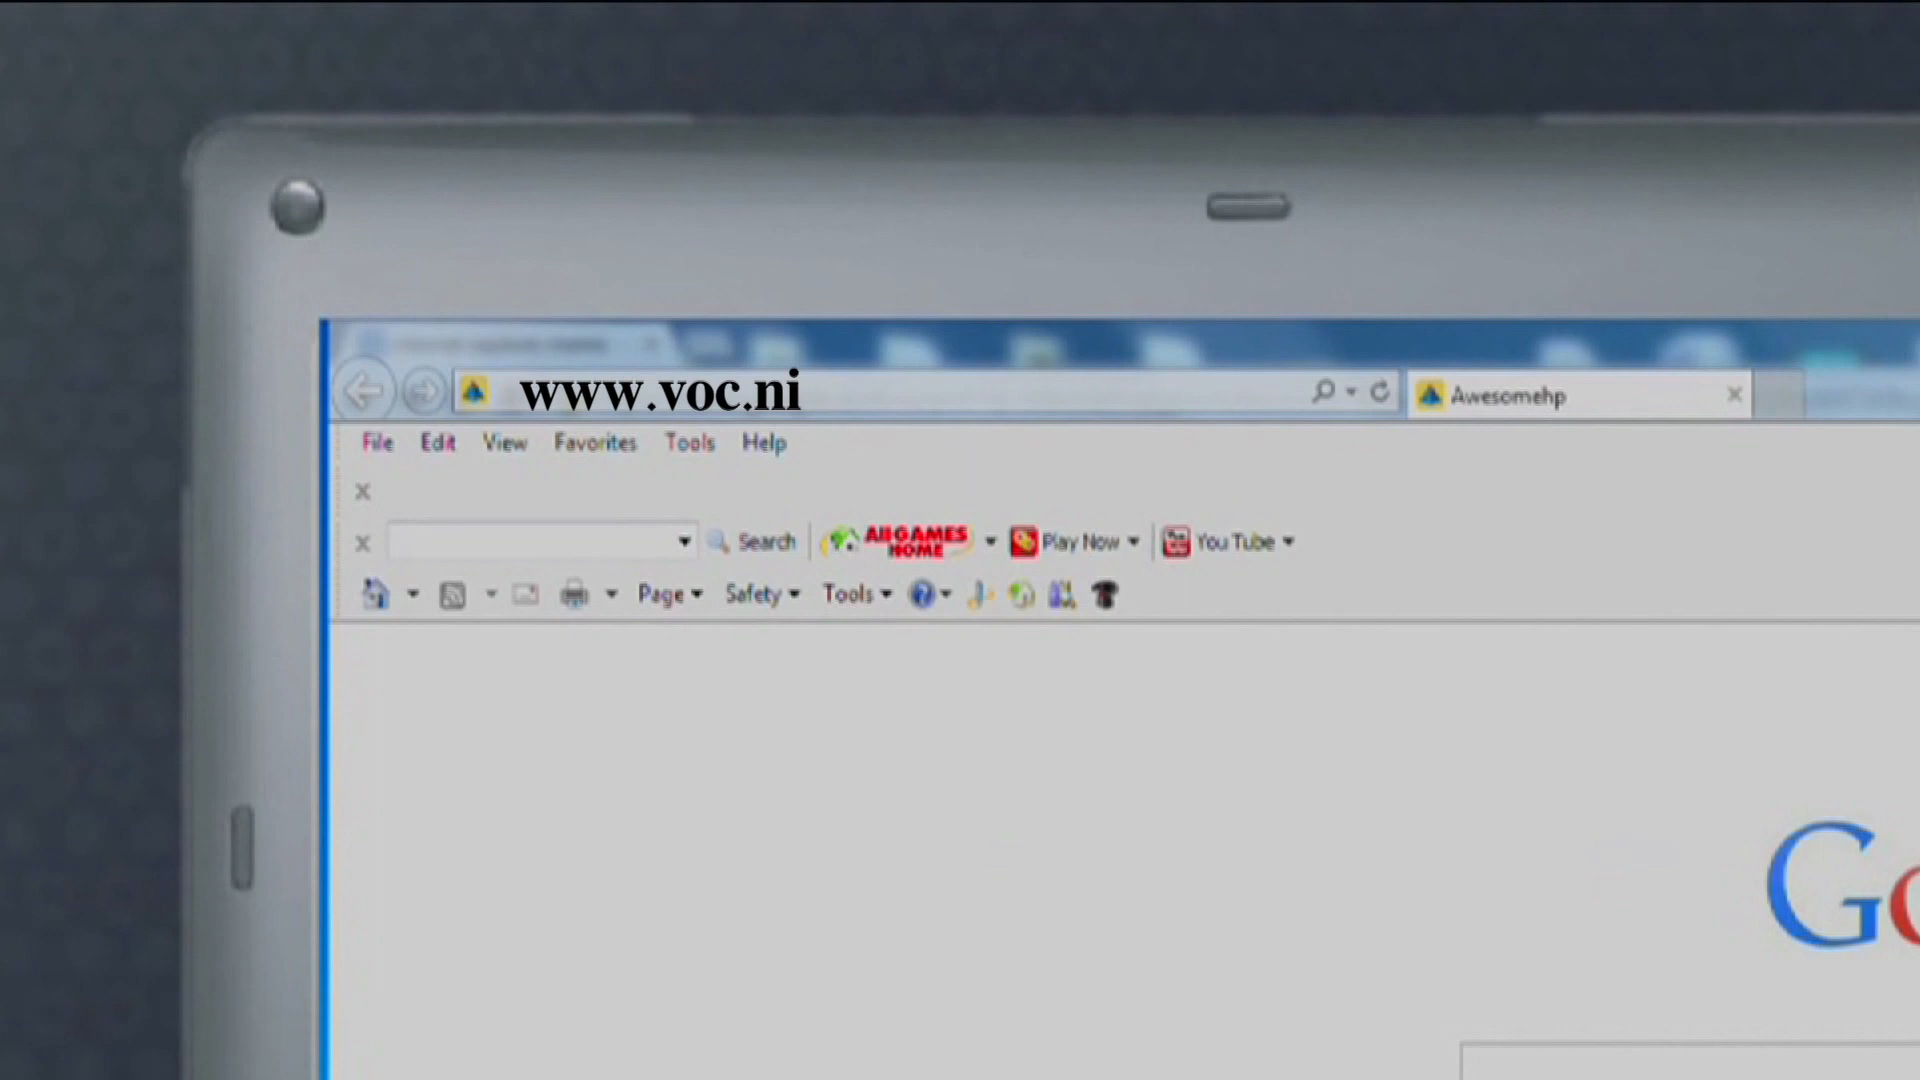 www.voc.ni
Awesomehp
File Edit View Favorites Tools Help
X
X Search All GAMES HOME Play Now You Tube
Page Safety Tools
Go